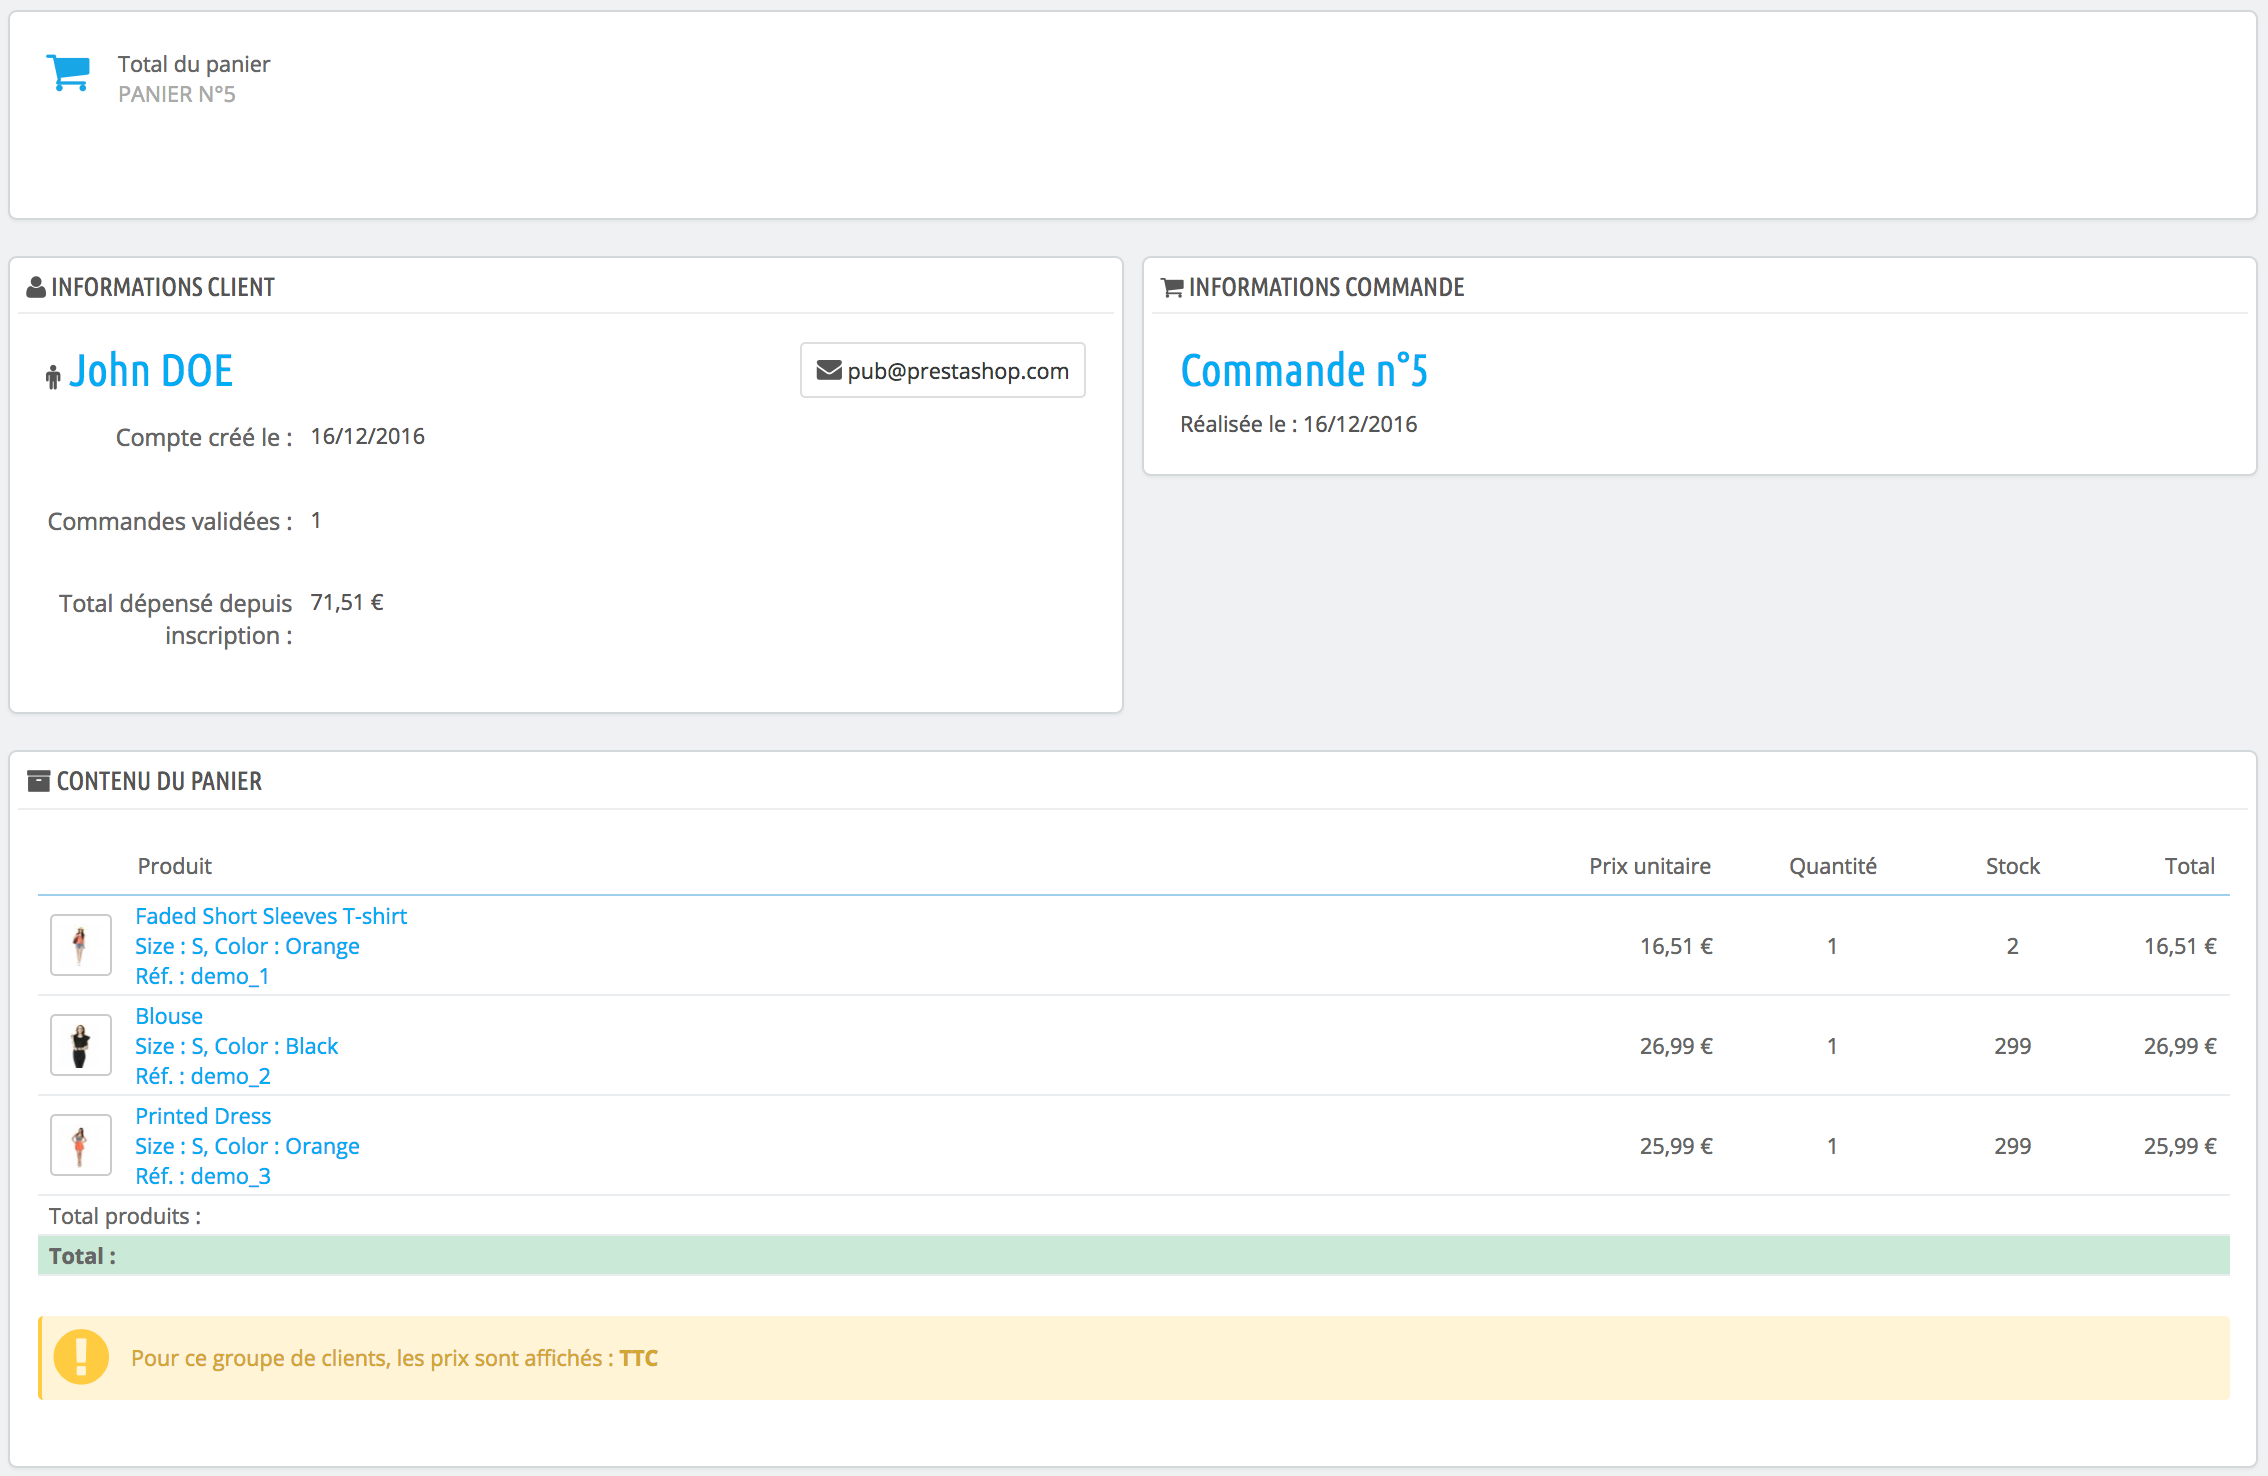 Total du panier
PANIER N°5
INFORMATIONS CLIENT
John DOE
pub@prestashop.com
Compte créé le : 16/12/2016
Commandes validées : 1
Total dépensé depuis 71,51 €
inscription :
INFORMATIONS COMMANDE
Commande n°5
Réalisée le : 16/12/2016
CONTENU DU PANIER
Produit Prix unitaire Quantité Stock Total
Faded Short Sleeves T-shirt
Size : S, Color : Orange 16,51 € 1 2 16,51 €
Réf. : demo_1
Blouse
Size : S, Color : Black 26,99 € 1 299 26,99 €
Réf. : demo_2
Printed Dress
Size : S, Color : Orange 25,99 € 1 299 25,99 €
Réf. : demo_3
Total produits :
Total :
Pour ce groupe de clients, les prix sont affichés : TTC